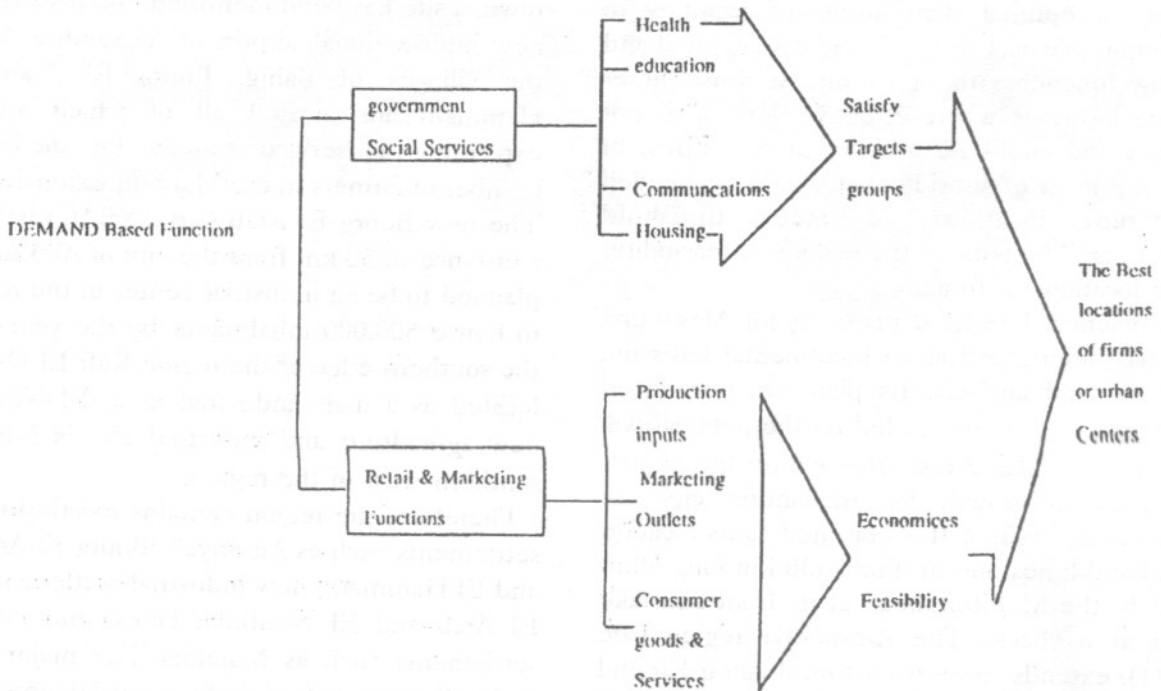 DEMAND Based Function
government
Social Services
Health
education
Communcations
Housing
Satisfy
Targets
groups
Retail & Marketing
Functions
Production
inputs
Marketing
Outlets
Consumer
goods &
Services
Economices
Feasibility
The Best
locations
of firms
or urban
Centers